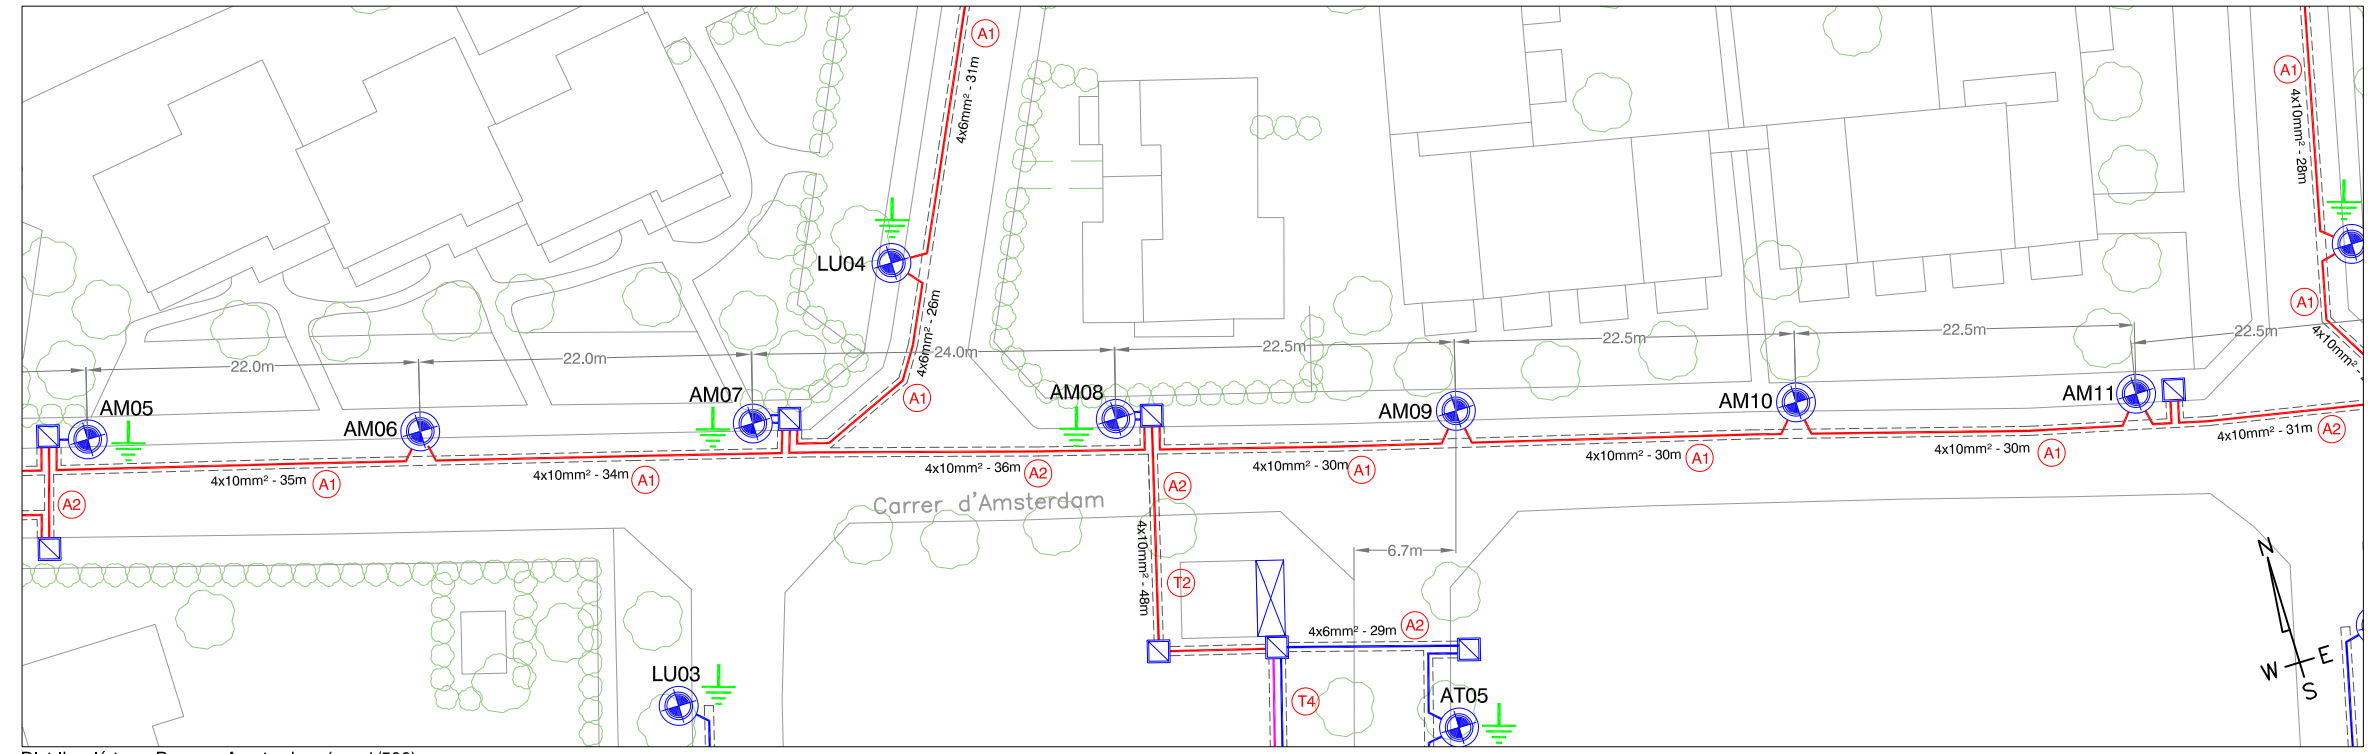 A1
4x6mm² - 31m
A1
4x10mm² - 28m
LU04
A1
4x6mm² - 26m
4x10mm²
22.0m
22.0m
24.0m
22.5m
22.5m
22.5m
22.5m
AM05
AM06
AM07
A1
AM08
AM09
AM10
AM11
4x10mm² - 35m
A1
4x10mm² - 34m
A1
4x10mm² - 36m
A2
4x10mm² - 30m
A1
4x10mm² - 30m
A1
4x10mm² - 30m
A1
4x10mm² - 31m
A2
A2
A2
Carrer d'Amsterdam
4x10mm² - 48m
T2
6.7m
4x6mm² - 29m
A2
LU03
T4
AT05
N
W
E
S